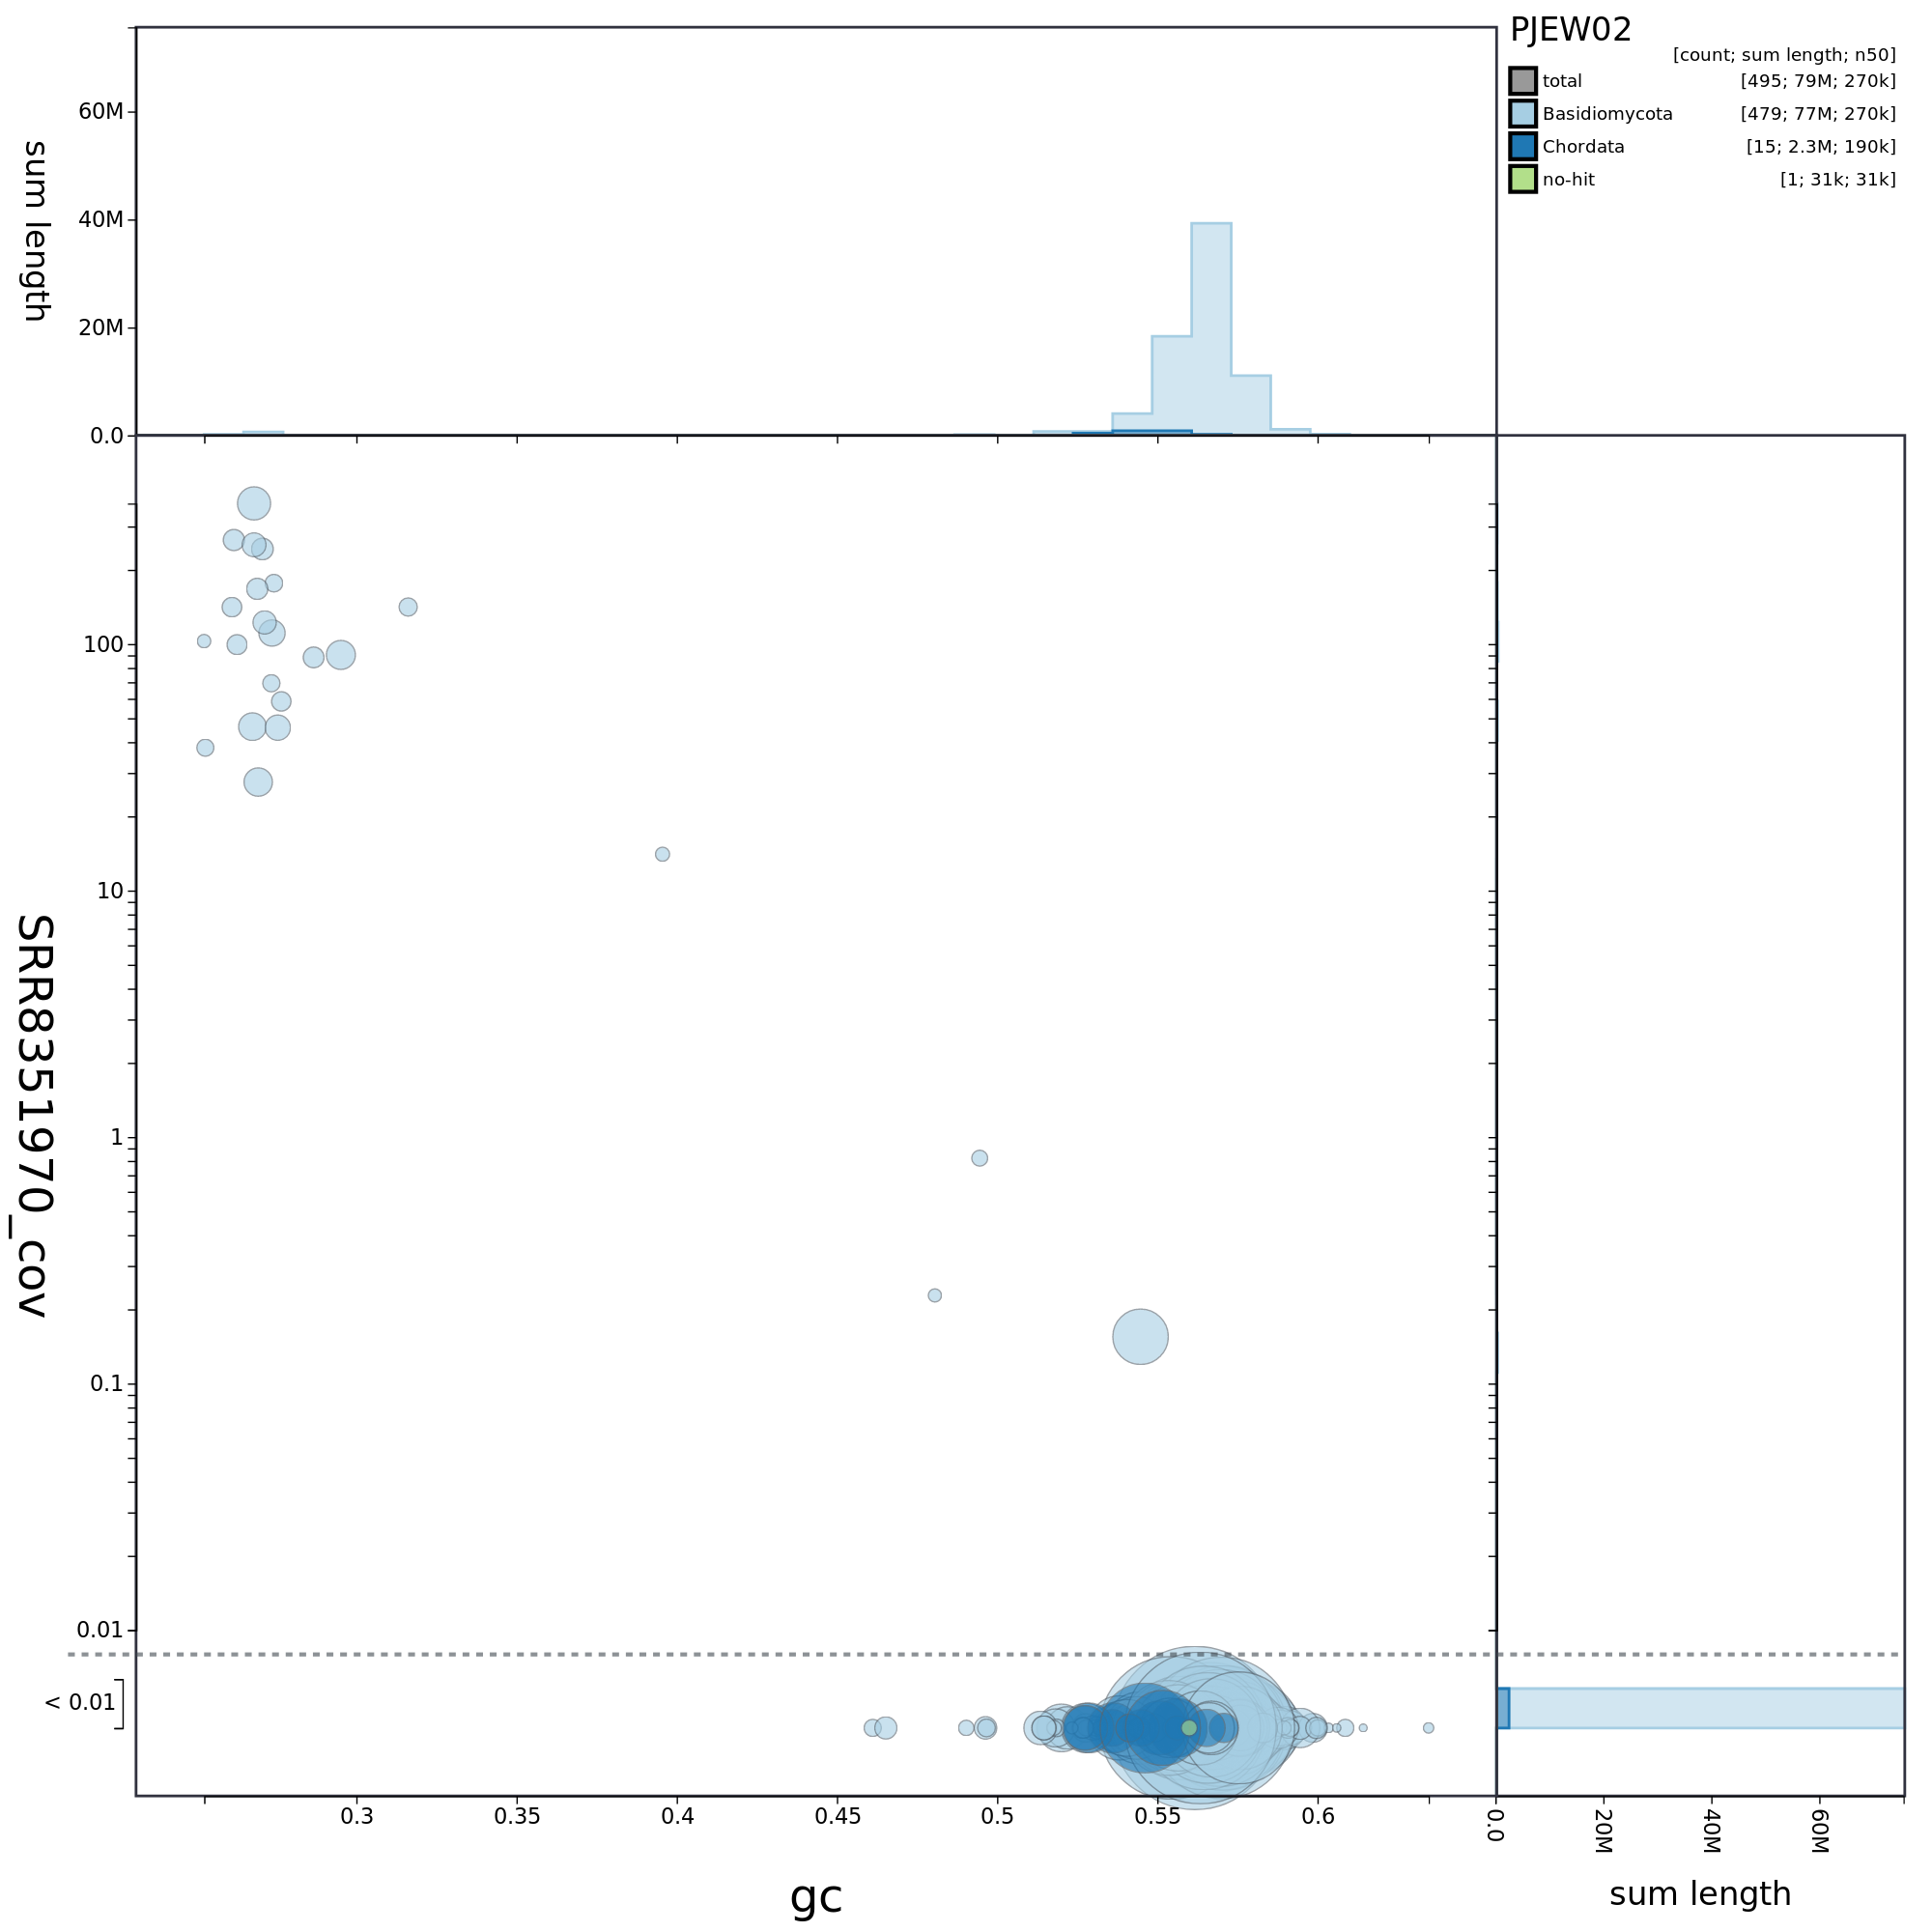 PJEW02
[count; sum length; n50]
total [495; 79M; 270k]
Basidiomycota [479; 77M; 270k]
Chordata [15; 2.3M; 190k]
no-hit [1; 31k; 31k]
sum length
60M
40M
20M
0.0
SRR8351970_cov
100
10
1
0.1
0.01
< 0.01
0.3 0.35 0.4 0.45 0.5 0.55 0.6
gc
0.0 20M 40M 60M
sum length